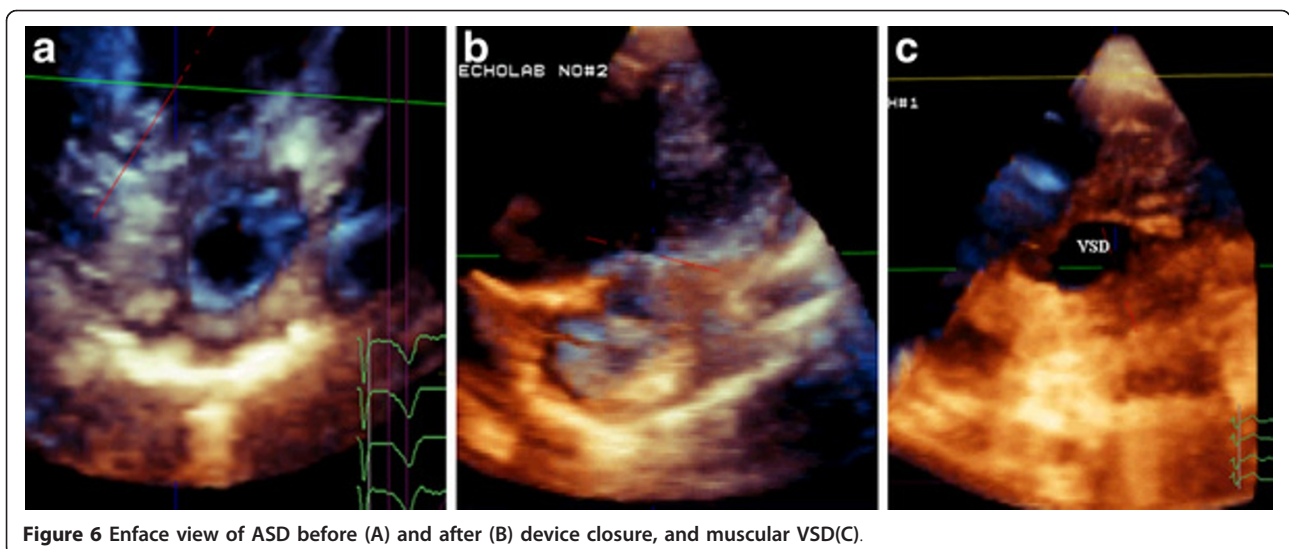 a
b
c
ECHOLAB NO#2
H#1
VSD
Figure 6 Enface view of ASD before (A) and after (B) device closure, and muscular VSD(C).